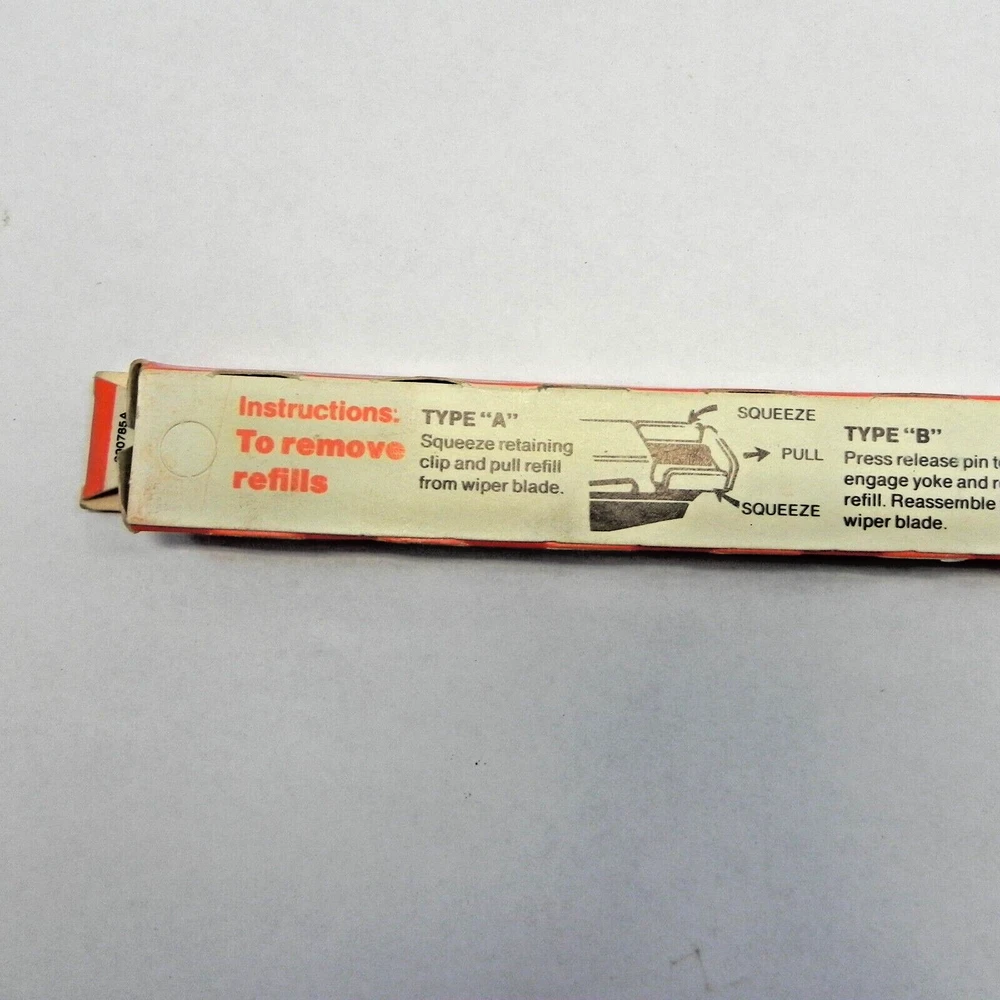 Instructions:
To remove
refills
TYPE "A"
Squeeze retaining
clip and pull refill
from wiper blade.
SQUEEZE
PULL
SQUEEZE
TYPE "B"
Press release pin
engage yoke and
refill. Reassemble
wiper blade.